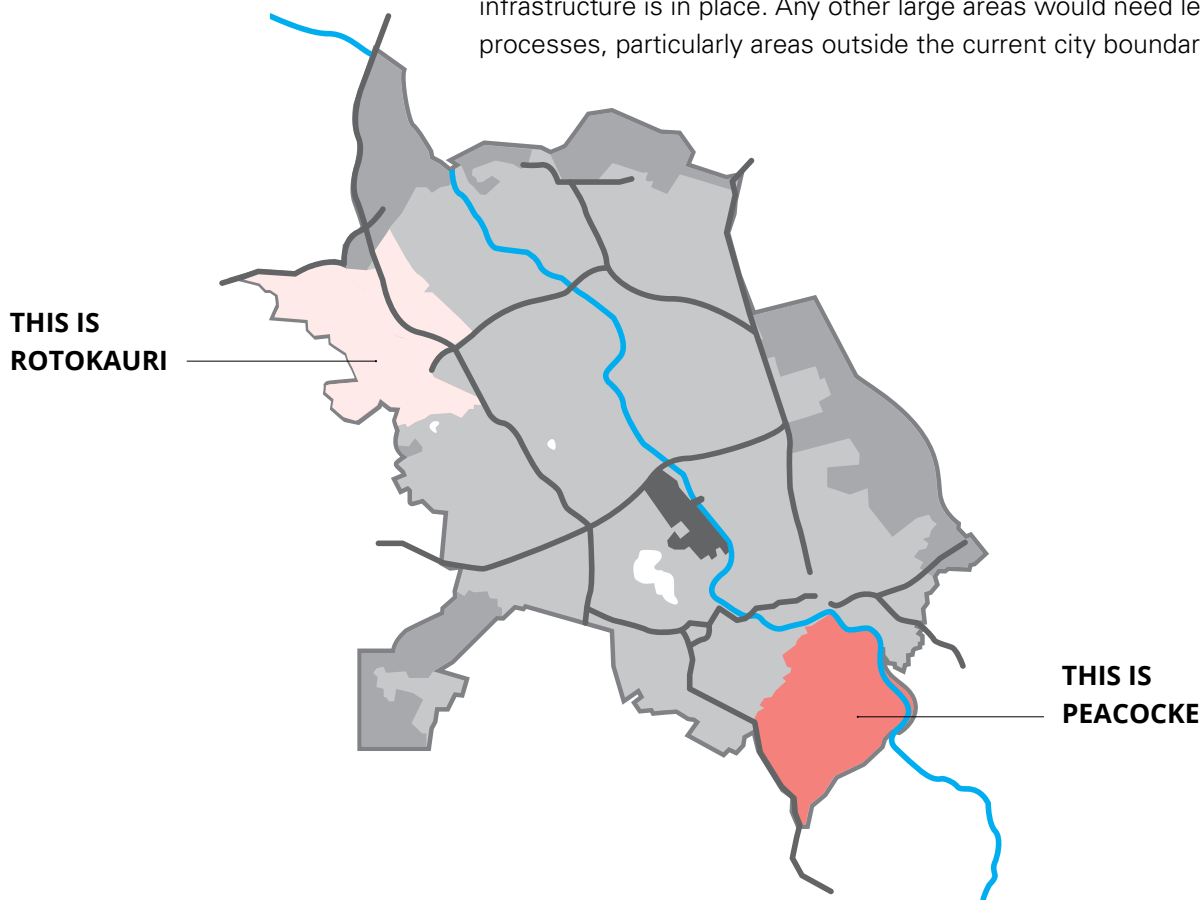 infrastructure is in place. Any other large areas would need le
processes, particularly areas outside the current city boundar
THIS IS
ROTOKAURI
THIS IS
PEACOCKE